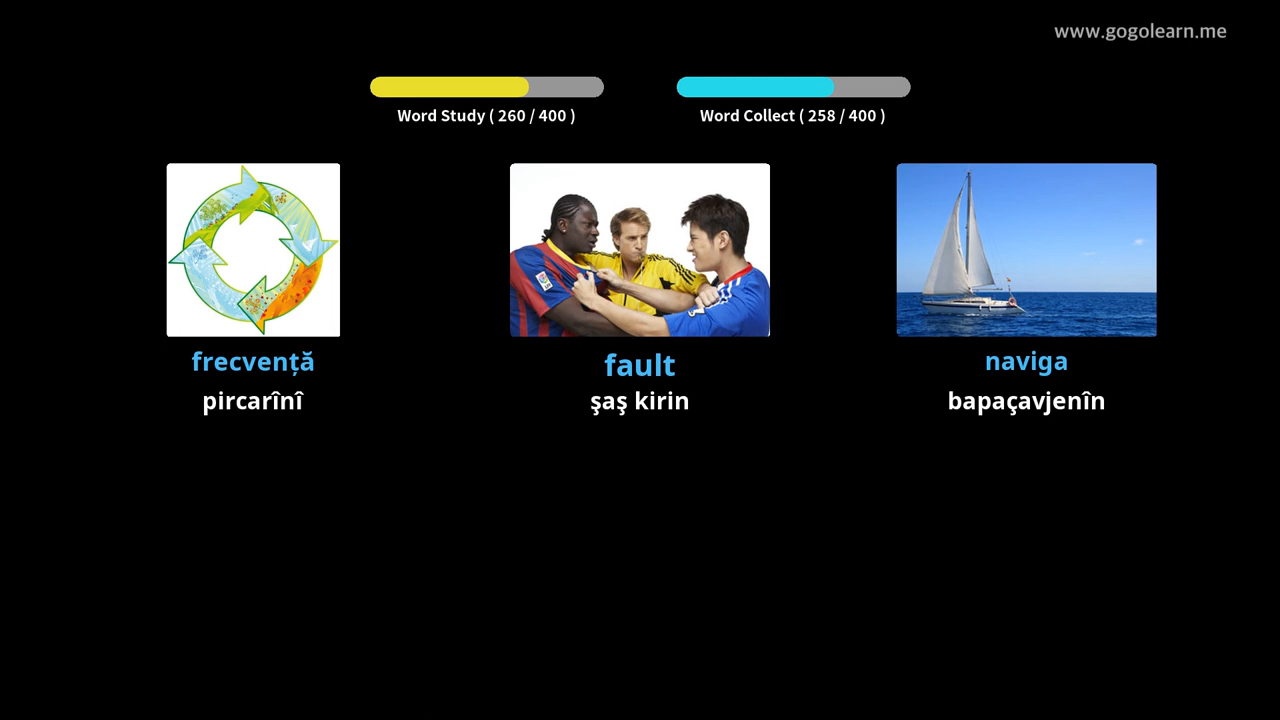 www.gogolearn.me
Word Study ( 260 / 400 )
Word Collect ( 258 / 400 )
frecvență
fault
naviga
pircarînî
şaş kirin
bapaçavjenîn